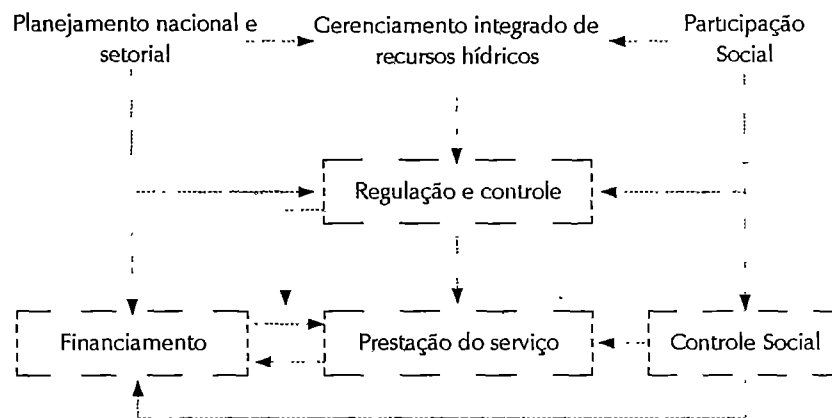 Planejamento nacional e
setorial
Gerenciamento integrado de
recursos hídricos
Participação
Social
Regulação e controle
Financiamento
Prestação do serviço
Controle Social